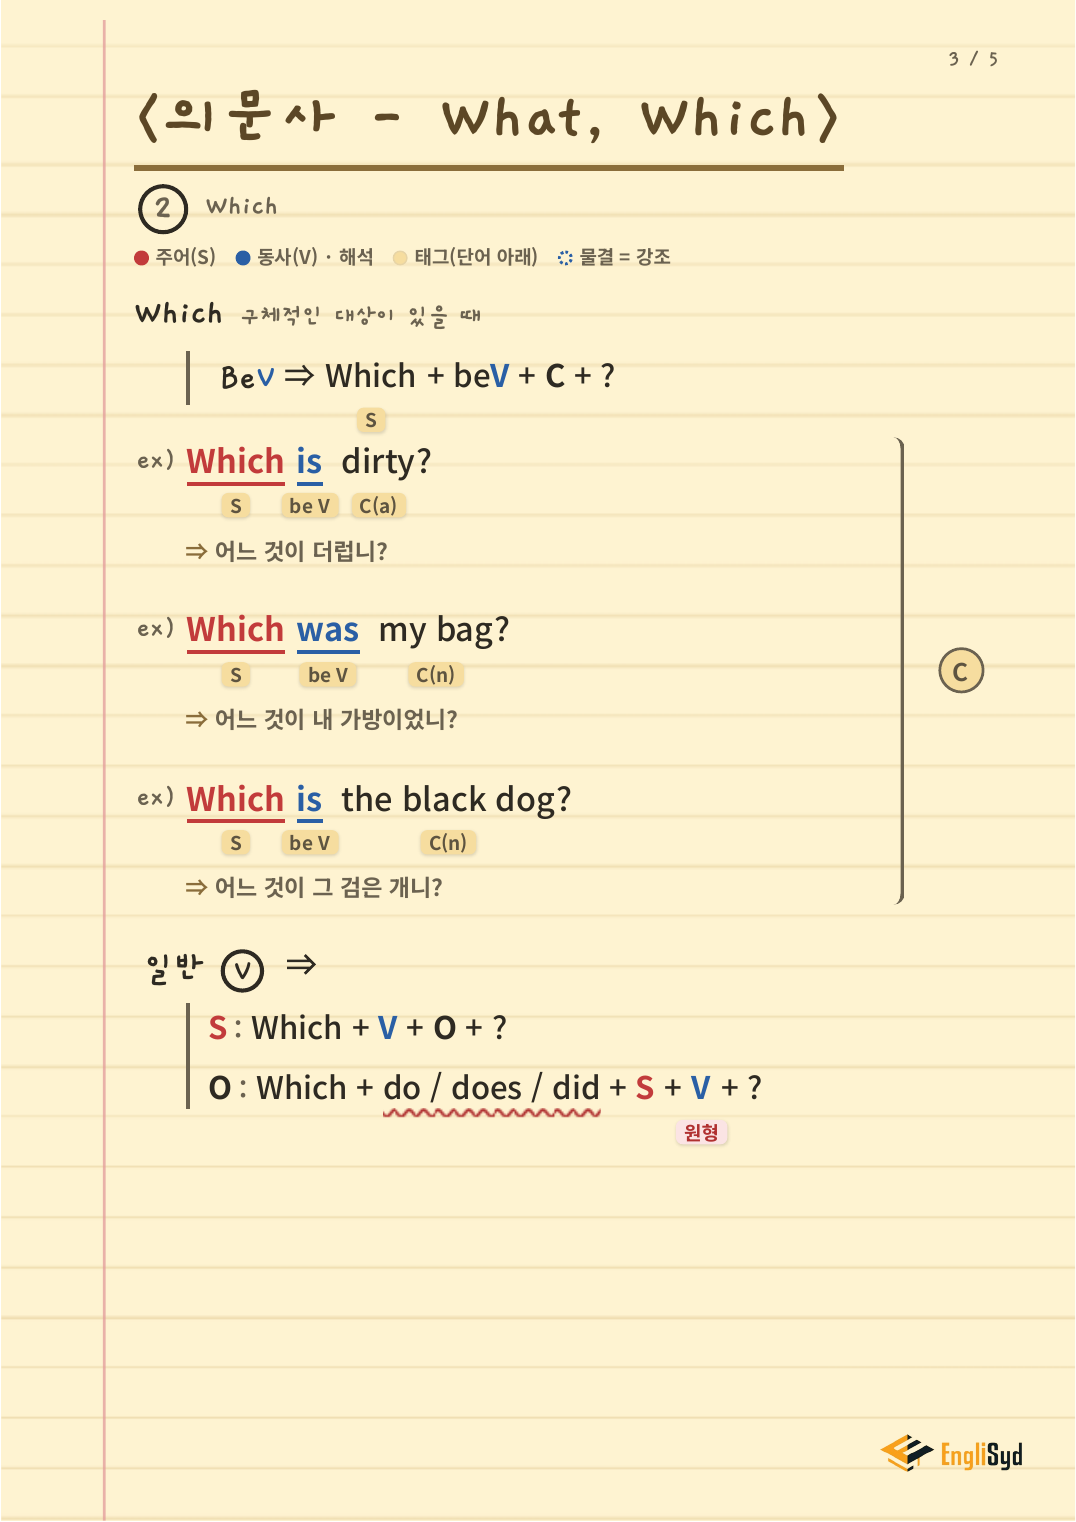 3 / 5
<의문사 - What, Which>
2 Which
주어(S) 동사(V) · 해석 태그(단어 아래) 물결 = 강조
Which 구체적인 대상이 있을 때
BeV ⇒ Which + beV + C + ?
S
ex) Which is dirty?
S be V C(a)
⇒ 어느 것이 더럽니?
ex) Which was my bag?
S be V C(n)
⇒ 어느 것이 내 가방이었니?
C
ex) Which is the black dog?
S be V C(n)
⇒ 어느 것이 그 검은 개니?
일반 V ⇒
S : Which + V + O + ?
O : Which + do / does / did + S + V + ?
원형
EngliSyd